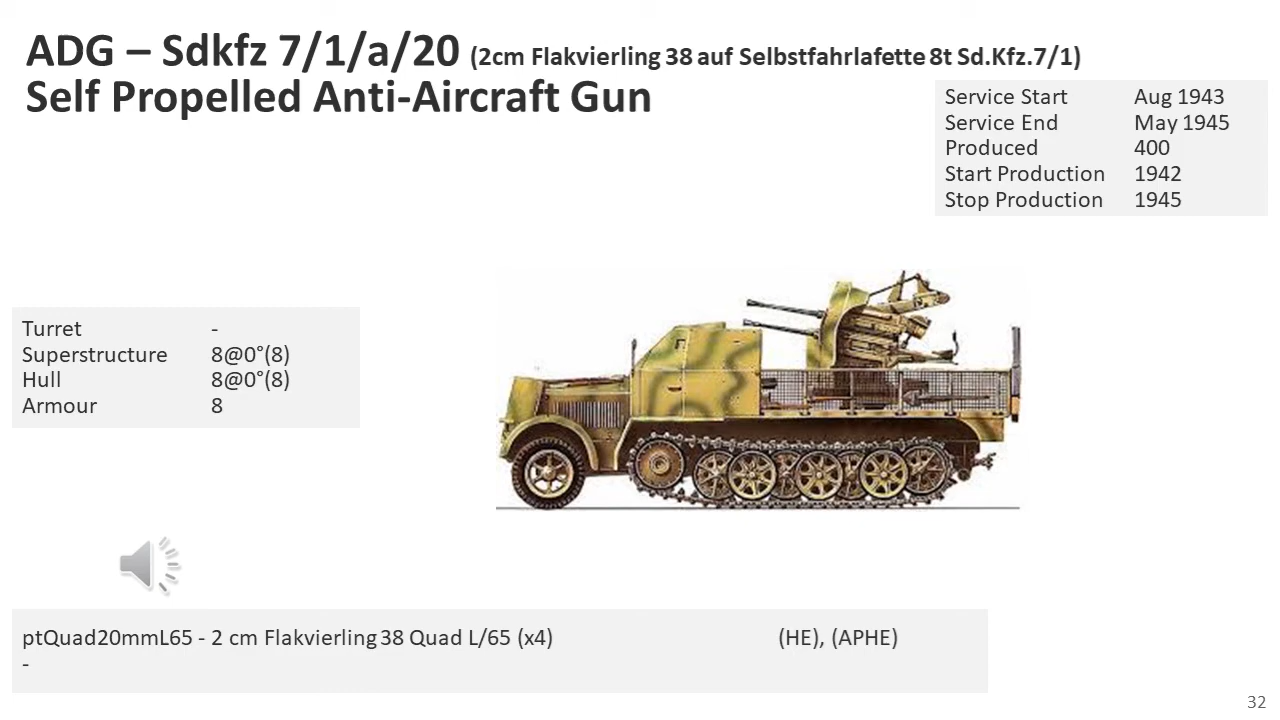 ADG – Sdkfz 7/1/a/20 (2cm Flakvierling 38 auf Selbstfahrlafette 8t Sd.Kfz.7/1)
Self Propelled Anti-Aircraft Gun
Service Start Aug 1943
Service End May 1945
Produced 400
Start Production 1942
Stop Production 1945
Turret -
Superstructure 8@0°(8)
Hull 8@0°(8)
Armour 8
ptQuad20mmL65 - 2 cm Flakvierling 38 Quad L/65 (x4) (HE), (APHE)
-
32